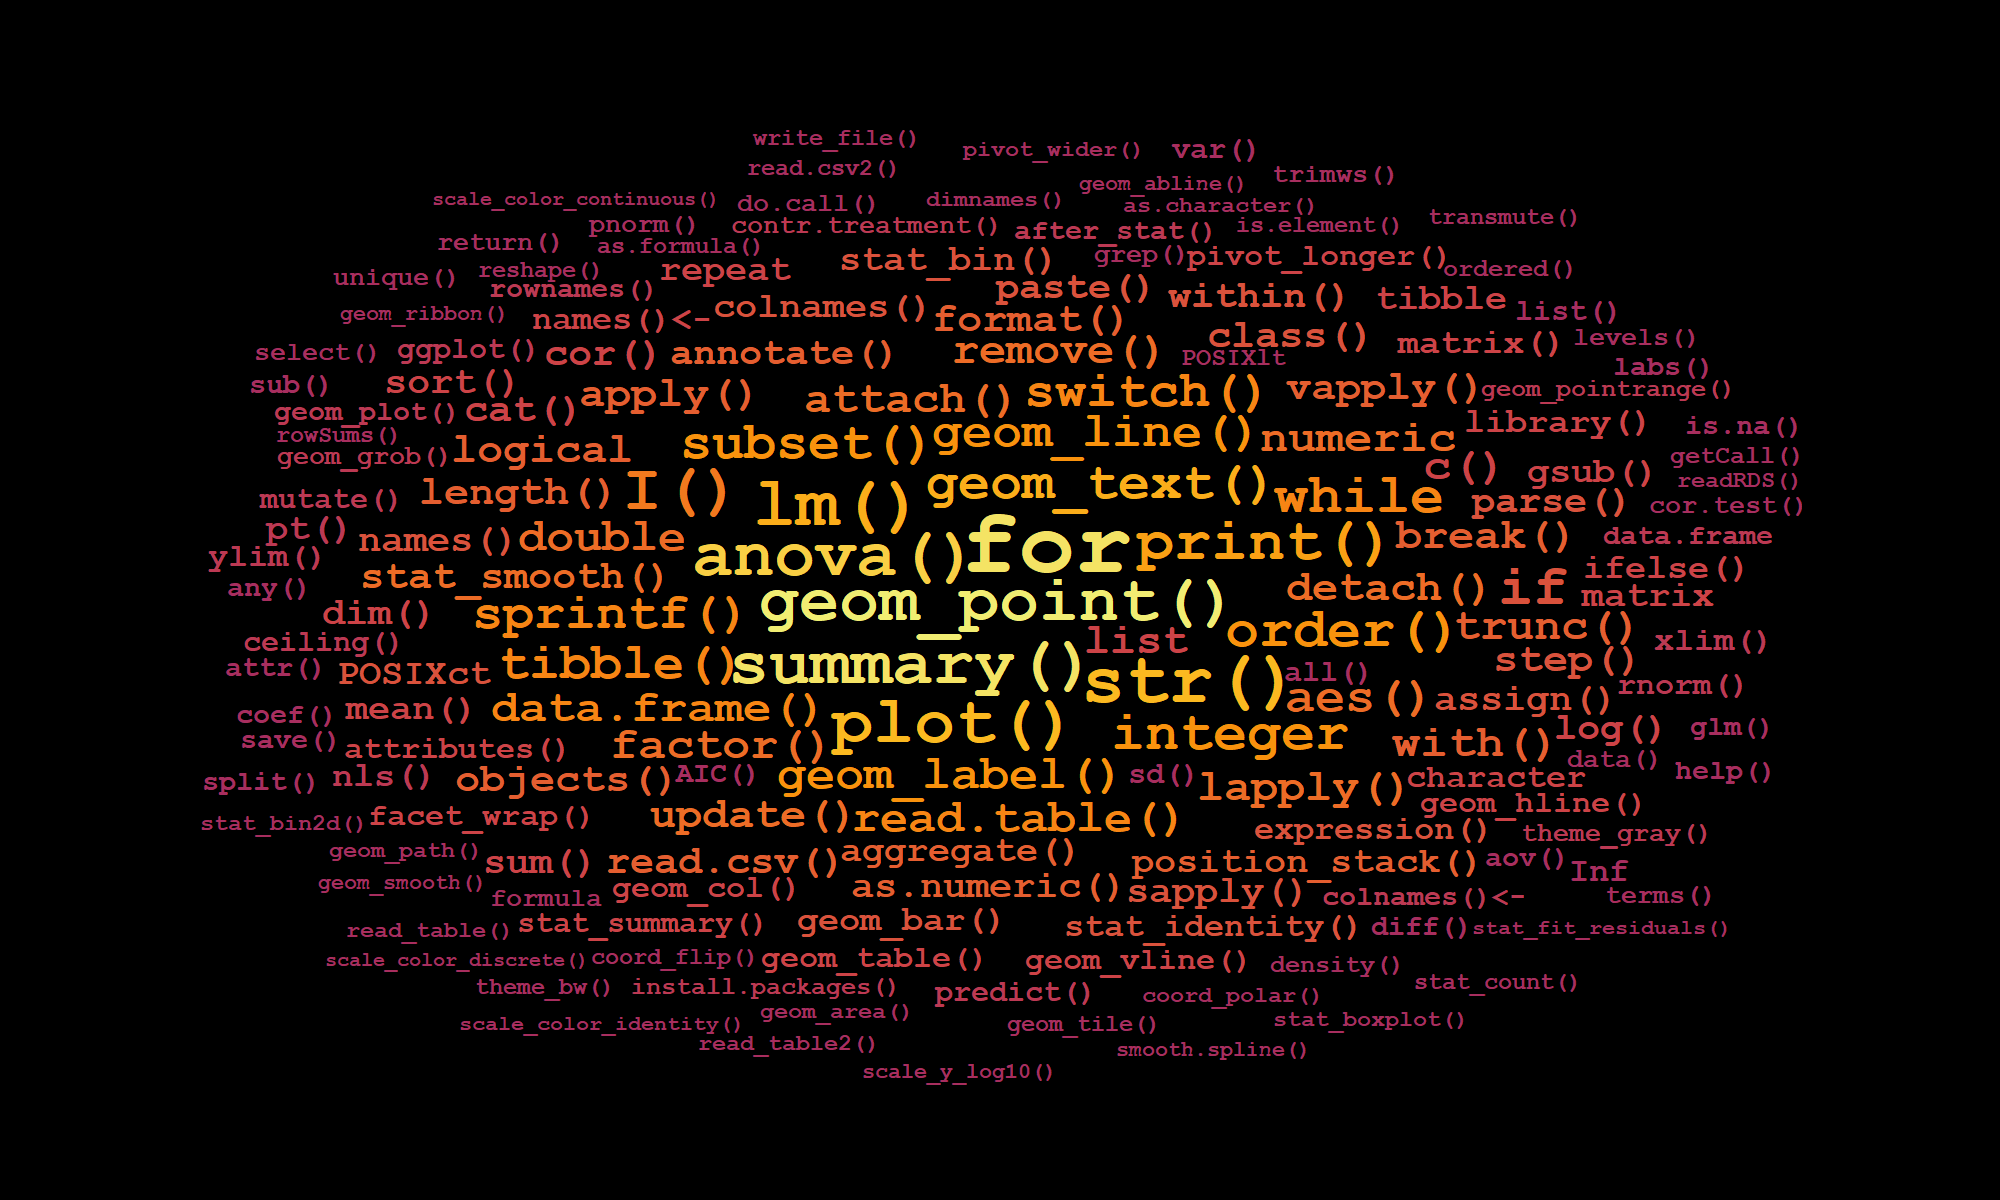 write_file()
pivot_wider() var()
read.csv2()
geom_abline() trimws()
scale_color_continuous() do.call() dimnames() as.character()
pnorm() contr.treatment() after_stat() is.element() transmute()
return() as.formula()
unique() reshape() repeat stat_bin() grep() pivot_longer() ordered()
rownames() paste() within() tibble
geom_ribbon() names()<- colnames() format() class() list()
select() ggplot() cor() annotate() remove() POSIXlt matrix() levels()
sub() sort() apply() attach() switch() vapply() geom_pointrange() labs()
geom_plot() cat()
rowSums() logical subset() geom_line() numeric library() is.na()
geom_grob() c() gsub() getCall()
mutate() length() I() lm() geom_text() while parse() readRDS()
cor.test()
pt() names() double anova() for print() break() data.frame
ylim() stat_smooth() ifelse()
any() dim() sprintf() geom_point() detach() if matrix
ceiling() list order() trunc() xlim()
attr() POSIXct tibble() summary() str() all() step()
coef() mean() data.frame() plot() aes() assign() rnorm()
save() attributes() factor() integer with() log() glm()
split() nls() objects() AIC() geom_label() sd() lapply() character data() help()
stat_bin2d() facet_wrap() update() read.table() expression() geom_hline() theme_gray()
geom_path() sum() read.csv() aggregate() position_stack() aov() Inf
geom_smooth() formula geom_col() as.numeric() sapply() colnames()<- terms()
read_table() stat_summary() geom_bar() stat_identity() diff() stat_fit_residuals()
scale_color_discrete() coord_flip() geom_table() geom_vline() density()
theme_bw() install.packages() predict() coord_polar() stat_count()
scale_color_identity() geom_area() geom_tile() stat_boxplot()
read_table2() smooth.spline()
scale_y_log10()